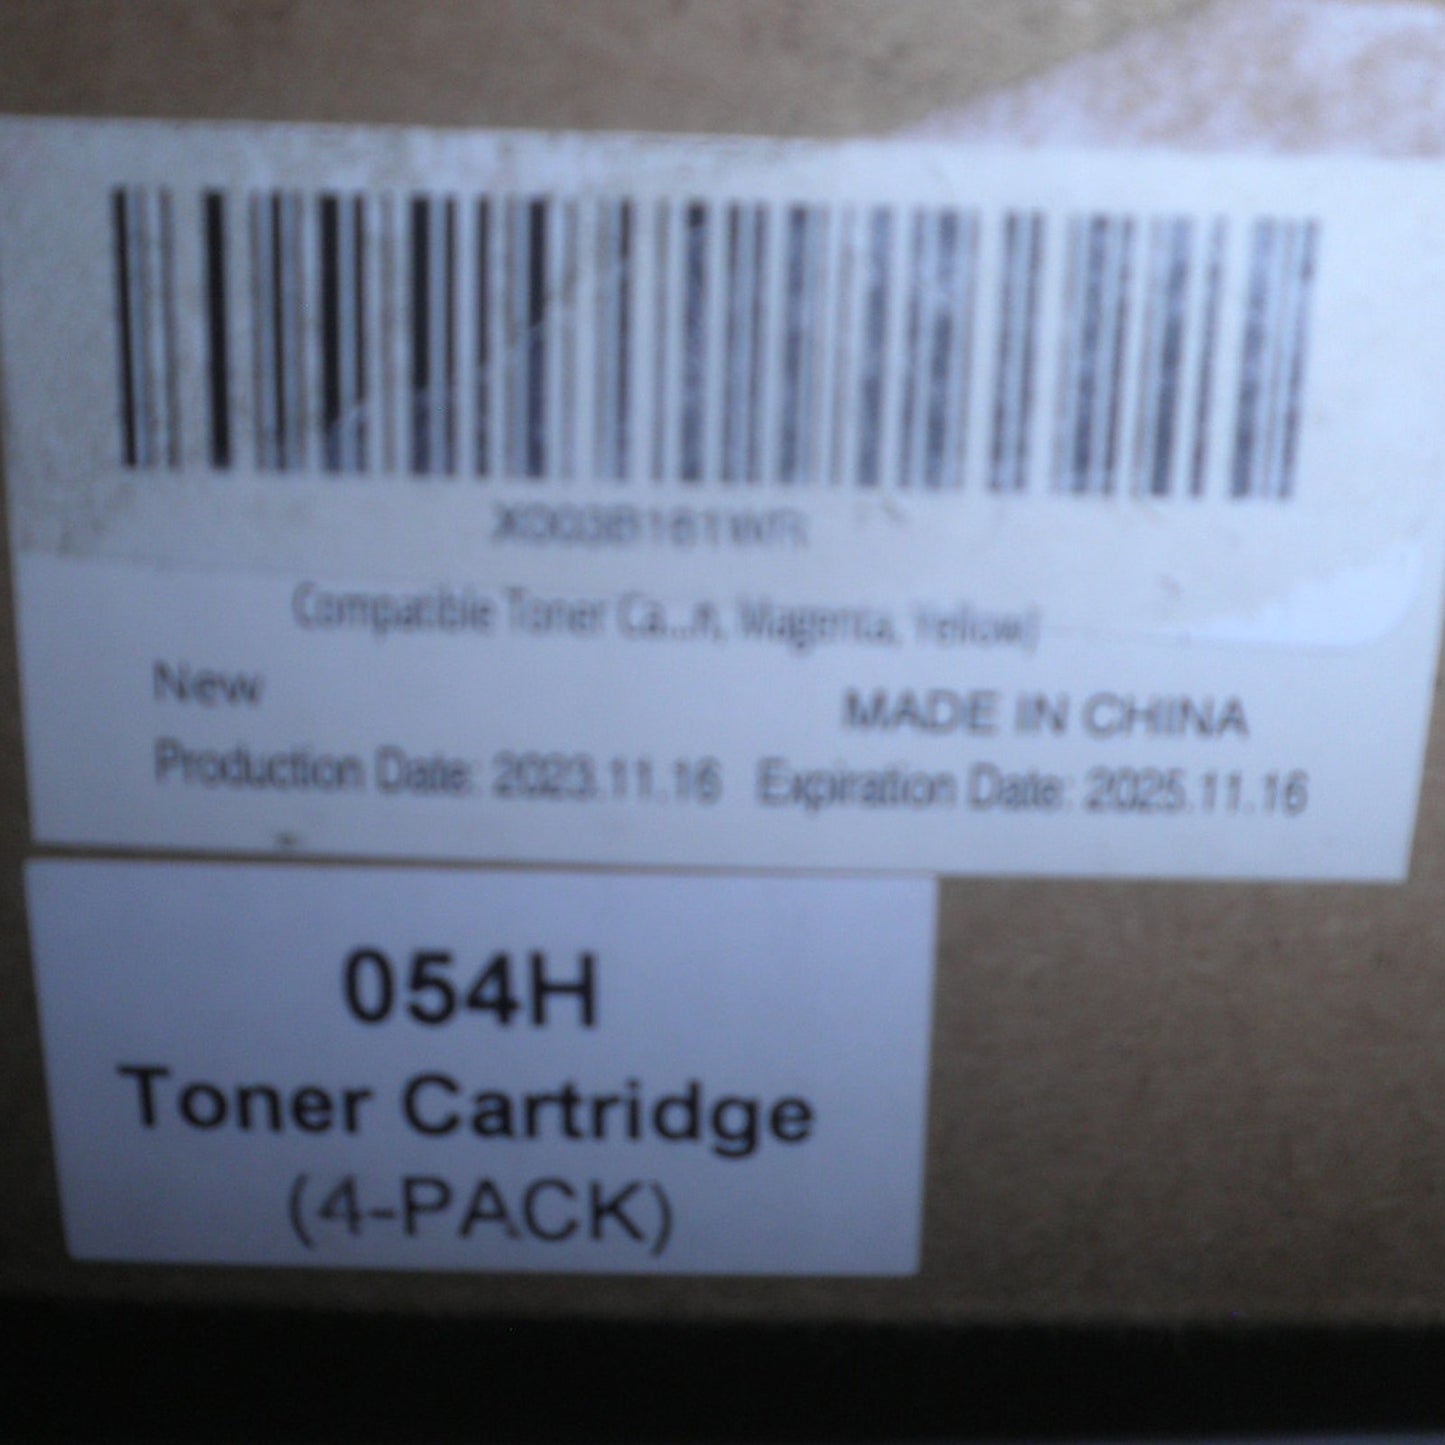 X003B181WR
Compatible Toner Ca...n, Magenta, Yellow)
New
MADE IN CHINA
Production Date: 2023.11.16 Expiration Date: 2025.11.16
054H
Toner Cartridge
(4-PACK)